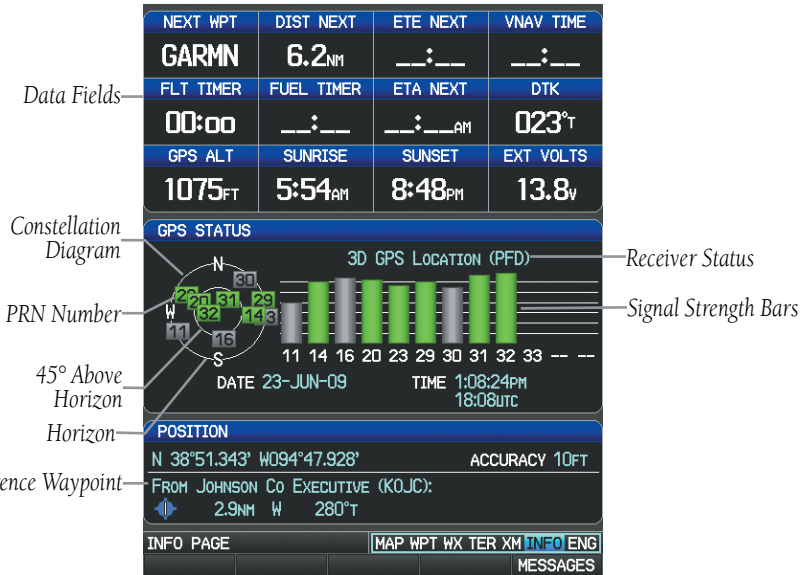 NEXT WPT DIST NEXT ETE NEXT VNAV TIME
GARMN 6.2NM __:__ __:__
Data Fields
FLT TIMER FUEL TIMER ETA NEXT DTK
00:00 __:__ __:__AM 023°T
GPS ALT SUNRISE SUNSET EXT VOLTS
1075FT 5:54AM 8:48PM 13.8V
Constellation Diagram
GPS STATUS
3D GPS LOCATION (PFD)
Receiver Status
N
30
23 20 31 29
PRN Number
W 32 14 3
11
16
S
Signal Strength Bars
11 14 16 20 23 29 30 31 32 33 -- --
45° Above Horizon
DATE 23-JUN-09 TIME 1:08:24PM
18:08UTC
Horizon
POSITION
N 38°51.343' W094°47.928' ACCURACY 10FT
ence Waypoint
FROM JOHNSON CO EXECUTIVE (KOJC):
2.9NM W 280°T
INFO PAGE MAP WPT WX TER XM INFO ENG
MESSAGES